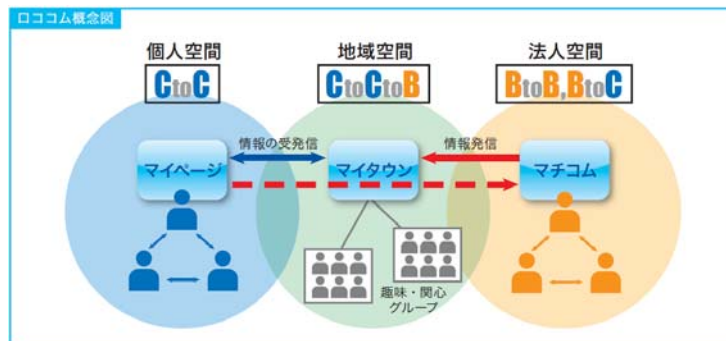 ロココム概念図
個人空間
CtoC
地域空間
CtoCtoB
法人空間
BtoB,BtoC
マイページ
情報の受発信
マイタウン
情報発信
マチコム
趣味・関心
グループ